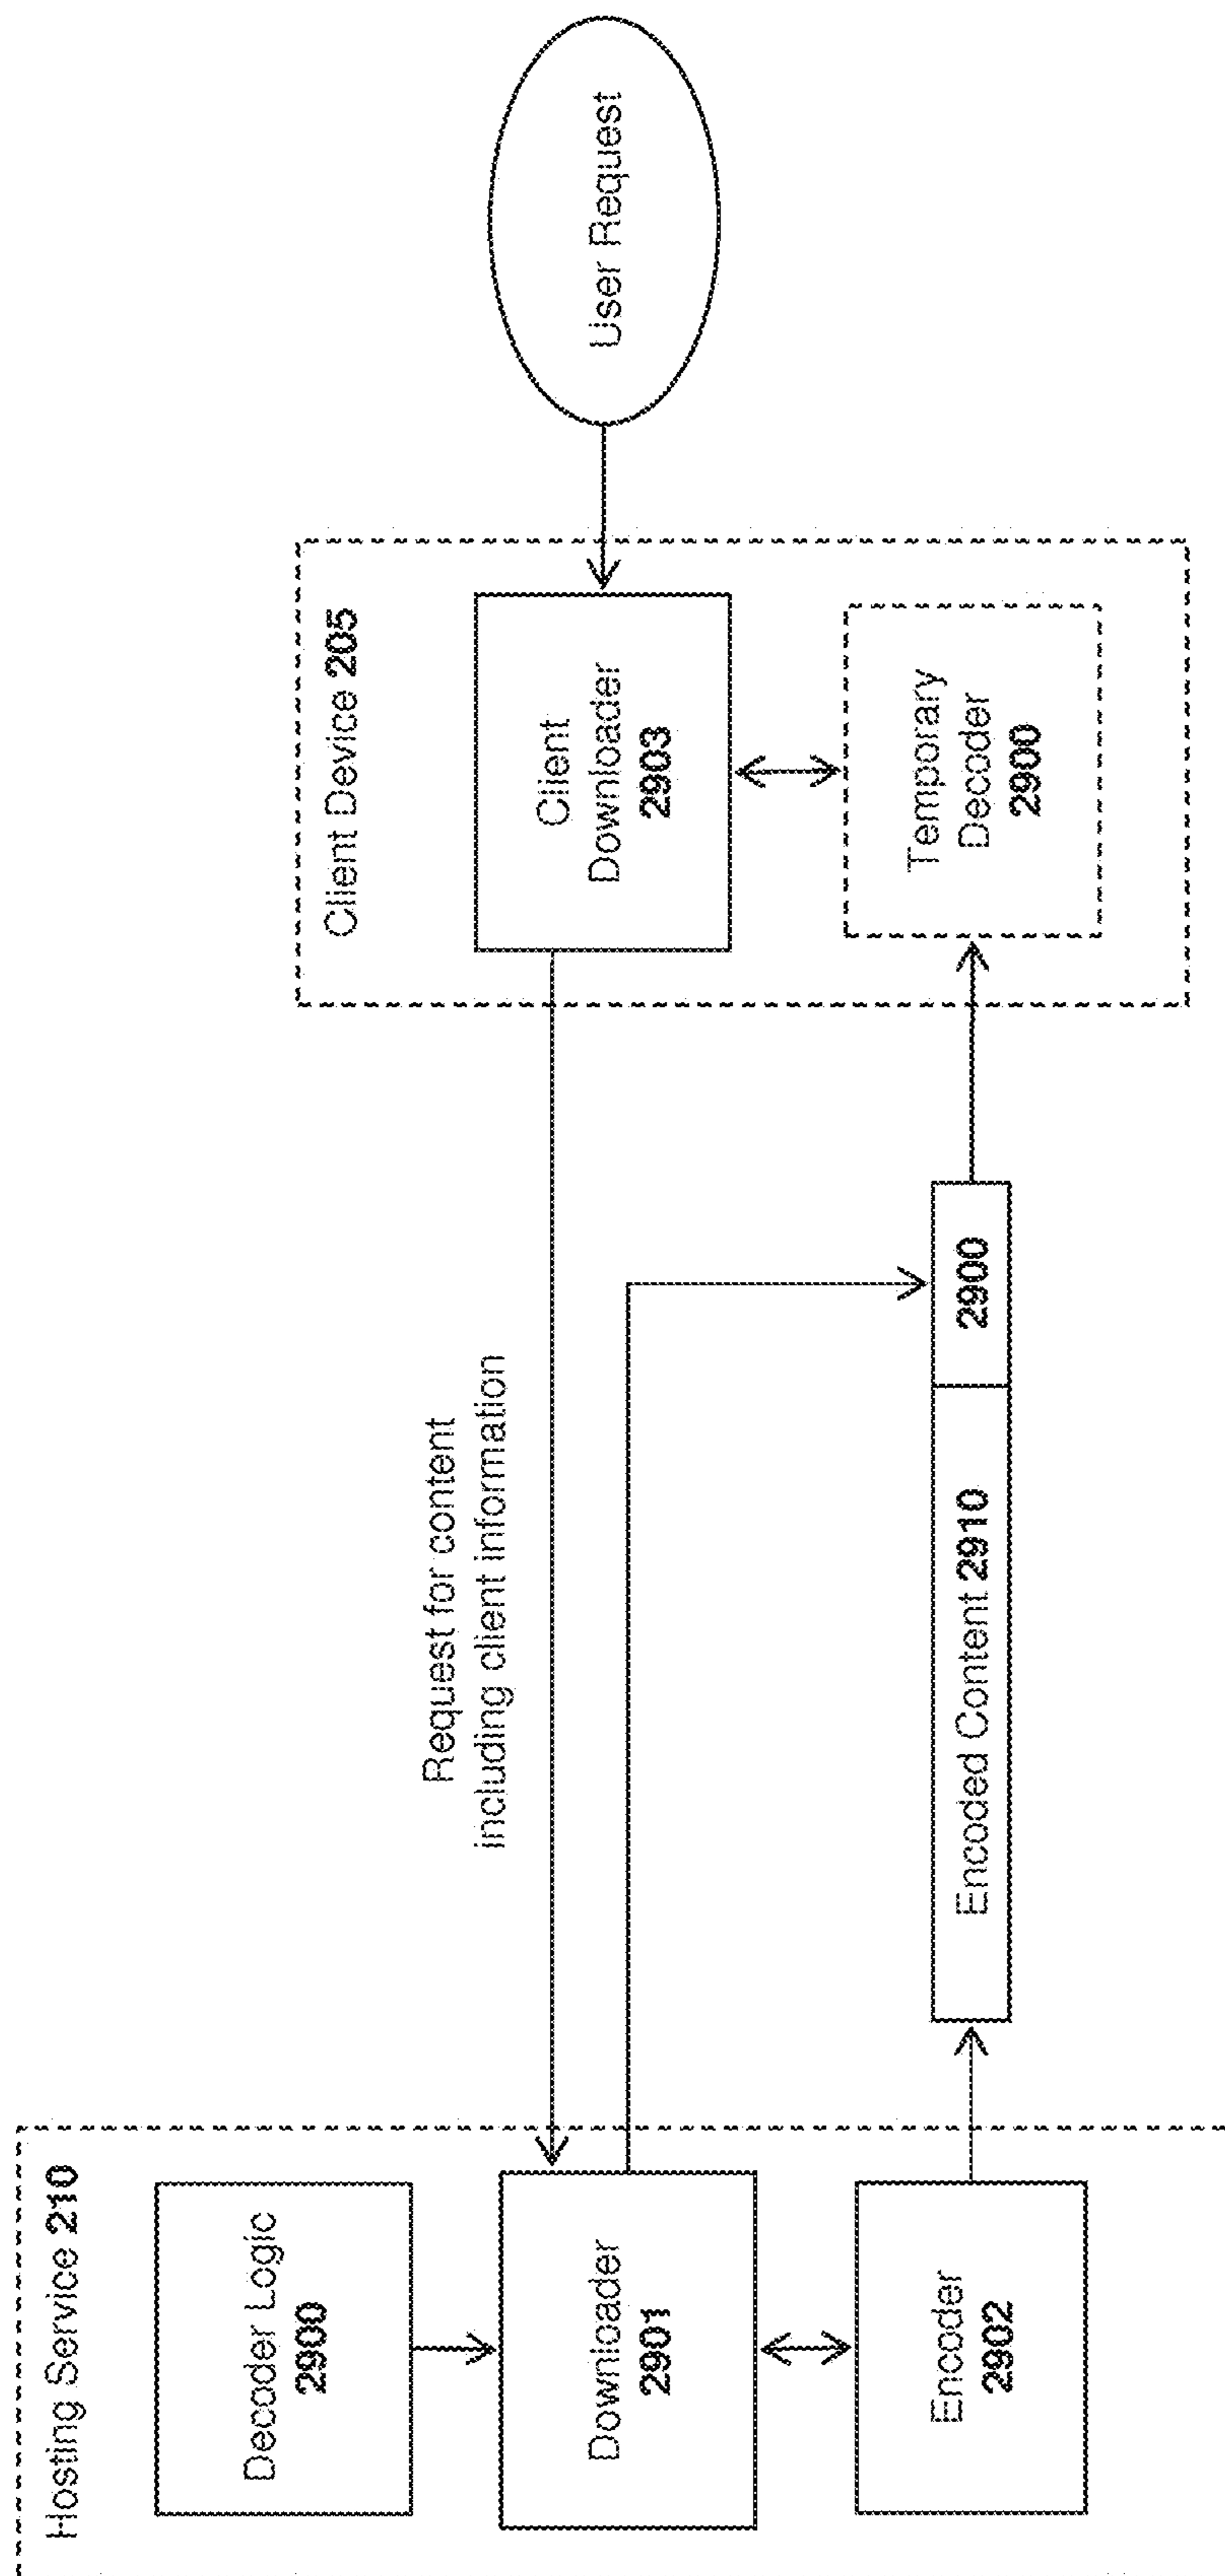 Hosting Service 210
Decoder Logic
2900
Downloader
2901
Encoder
2902
Request for content
including client information
Encoded Content 2910
2900
Client Device 205
Client
Downloader
2903
Temporary
Decoder
2900
User Request